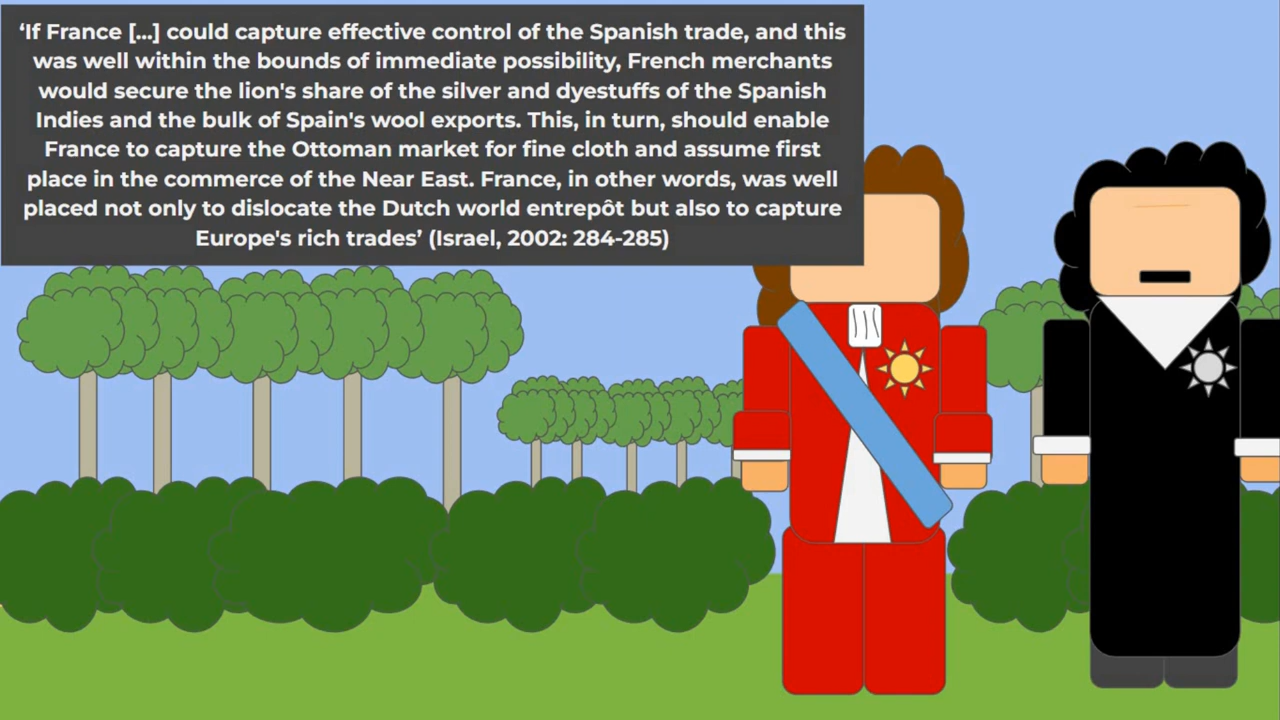 ‘If France [...] could capture effective control of the Spanish trade, and this
was well within the bounds of immediate possibility, French merchants
would secure the lion's share of the silver and dyestuffs of the Spanish
Indies and the bulk of Spain's wool exports. This, in turn, should enable
France to capture the Ottoman market for fine cloth and assume first
place in the commerce of the Near East. France, in other words, was well
placed not only to dislocate the Dutch world entrepôt but also to capture
Europe's rich trades’ (Israel, 2002: 284-285)